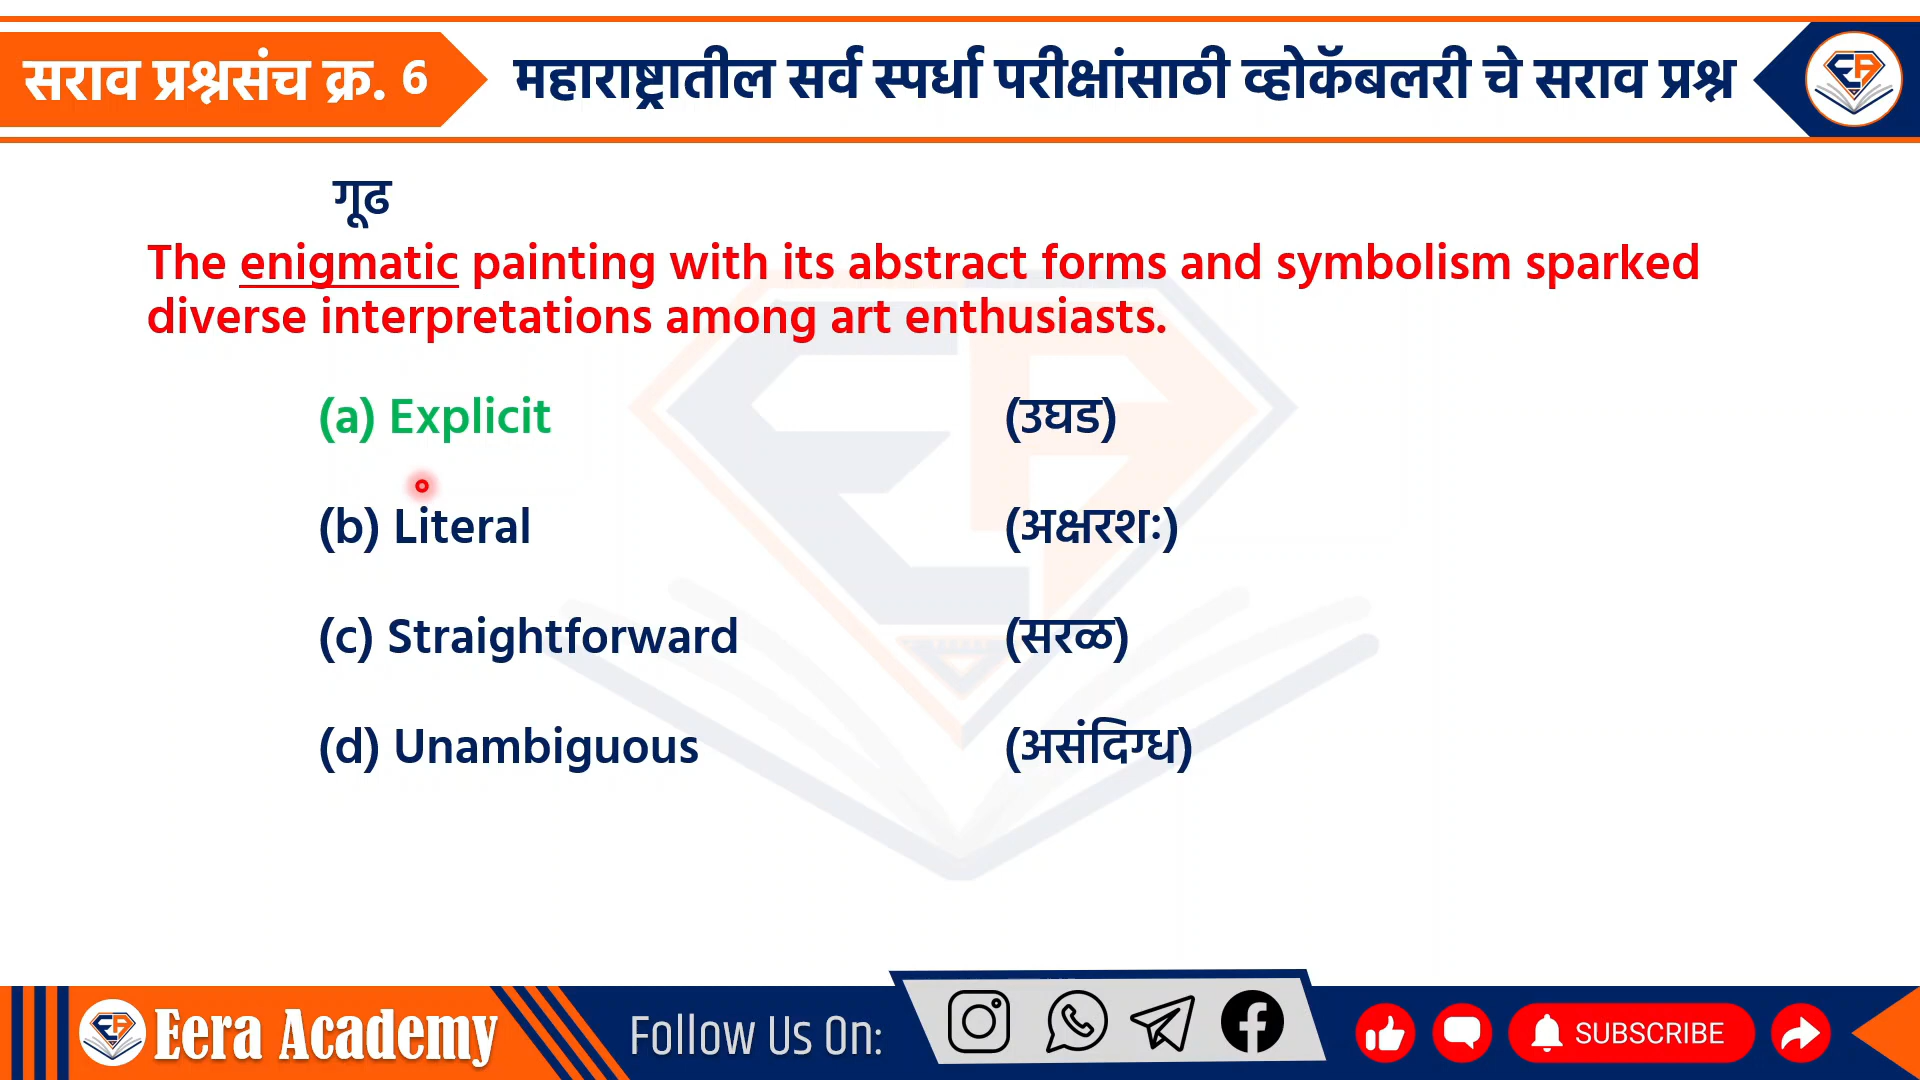 सराव प्रश्नसंच क्र. 6
महाराष्ट्रातील सर्व स्पर्धा परीक्षांसाठी व्होकॅबलरी चे सराव प्रश्न
गूढ
The enigmatic painting with its abstract forms and symbolism sparked
diverse interpretations among art enthusiasts.
(a) Explicit (उघड)
(b) Literal (अक्षरशः)
(c) Straightforward (सरळ)
(d) Unambiguous (असंदिग्ध)
Eera Academy
Follow Us On:
SUBSCRIBE